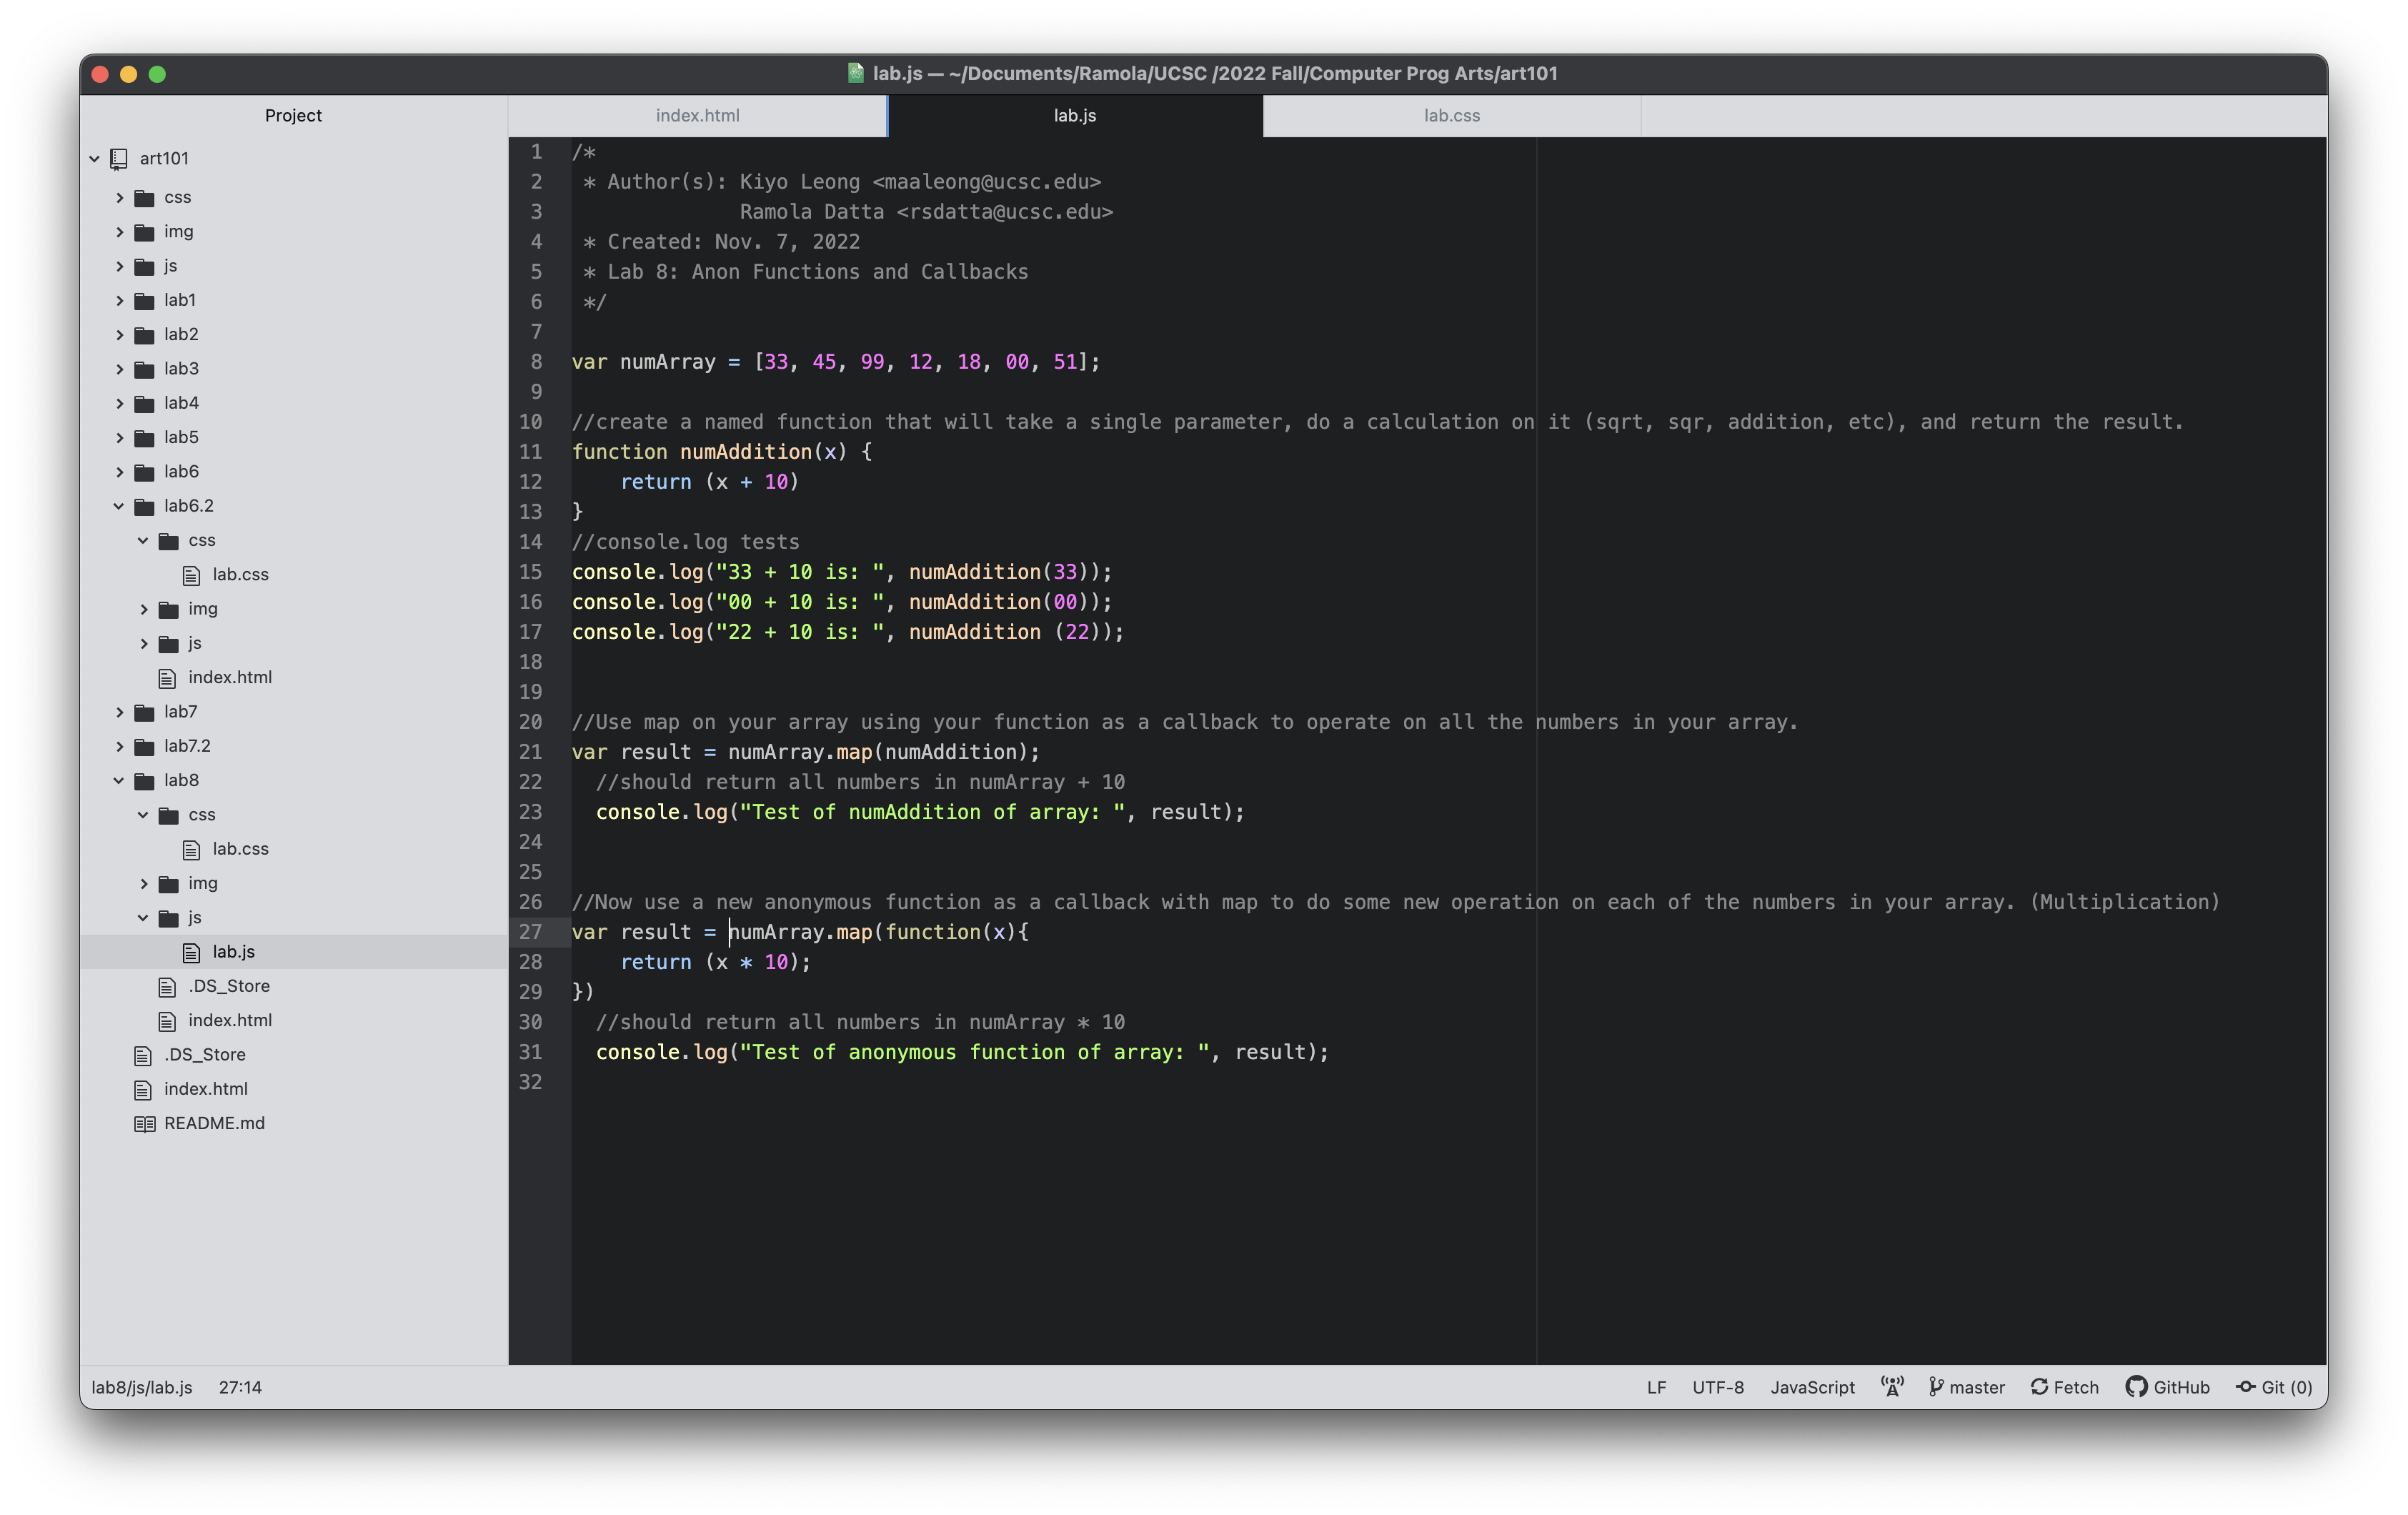 lab.js — ~/Documents/Ramola/UCSC /2022 Fall/Computer Prog Arts/art101
Project
art101
css
img
js
lab1
lab2
lab3
lab4
lab5
lab6
lab6.2
css
lab.css
img
js
index.html
lab7
lab7.2
lab8
css
lab.css
img
js
lab.js
.DS_Store
index.html
.DS_Store
index.html
README.md
index.html
lab.js
lab.css
1 /*
2 * Author(s): Kiyo Leong <maaleong@ucsc.edu>
3 Ramola Datta <rsdatta@ucsc.edu>
4 * Created: Nov. 7, 2022
5 * Lab 8: Anon Functions and Callbacks
6 */
7
8 var numArray = [33, 45, 99, 12, 18, 00, 51];
9
10 //create a named function that will take a single parameter, do a calculation on it (sqrt, sqr, addition, etc), and return the result.
11 function numAddition(x) {
12 return (x + 10)
13 }
14 //console.log tests
15 console.log("33 + 10 is: ", numAddition(33));
16 console.log("00 + 10 is: ", numAddition(00));
17 console.log("22 + 10 is: ", numAddition (22));
18
19
20 //Use map on your array using your function as a callback to operate on all the numbers in your array.
21 var result = numArray.map(numAddition);
22 //should return all numbers in numArray + 10
23 console.log("Test of numAddition of array: ", result);
24
25
26 //Now use a new anonymous function as a callback with map to do some new operation on each of the numbers in your array. (Multiplication)
27 var result = numArray.map(function(x){
28 return (x * 10);
29 })
30 //should return all numbers in numArray * 10
31 console.log("Test of anonymous function of array: ", result);
32
lab8/js/lab.js 27:14 LF UTF-8 JavaScript master Fetch GitHub Git (0)